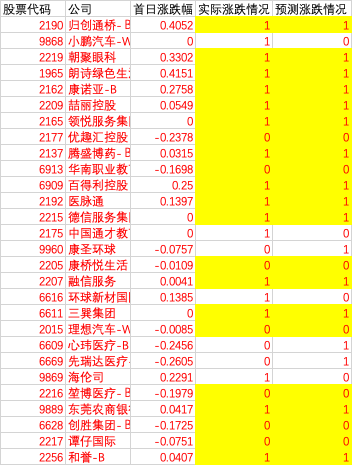 股票代码 公司 首日涨跌幅 实际涨跌情况 预测涨跌情况
2190 归创通桥-B 0.4052 1 1
9868 小鹏汽车-W 0 1 0
2219 朝聚眼科 0.3302 1 1
1965 朗诗绿色生 0.4151 1 1
2162 康诺亚-B 0.2758 1 1
2209 喆丽控股 0.0549 1 1
2165 领悦服务集 0 1 1
2177 优趣汇控股 -0.2378 0 0
2137 腾盛博药-B 0.0315 1 1
6913 华南职业教 -0.1698 0 0
6909 百得利控股 0.25 1 1
2192 医脉通 0.1397 1 1
2215 德信服务集 0 1 1
2175 中国通才教 0 1 0
9960 康圣环球 -0.0757 0 1
2205 康桥悦生活 -0.0109 0 0
2207 融信服务 0.0041 1 1
6616 环球新材国 0.1385 1 0
6611 三巽集团 0 1 1
2015 理想汽车-W -0.0085 0 0
6609 心玮医疗-B -0.2456 0 1
6669 先瑞达医疗- -0.2605 0 1
9869 海伦司 0.2291 1 0
2216 堃博医疗-B -0.1979 0 0
9889 东莞农商银 0.0417 1 1
6628 创胜集团-B -0.1725 0 0
2217 谭仔国际 -0.0751 0 0
2256 和誉-B 0.0407 1 1